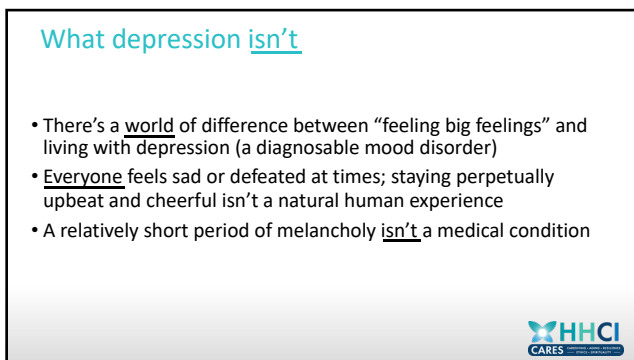 What depression isn't
• There's a world of difference between "feeling big feelings" and
living with depression (a diagnosable mood disorder)
• Everyone feels sad or defeated at times; staying perpetually
upbeat and cheerful isn't a natural human experience
• A relatively short period of melancholy isn't a medical condition
HHCI
CARES